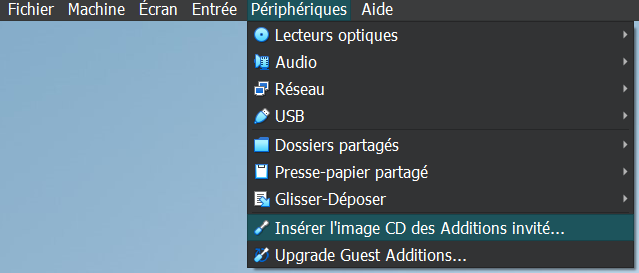 Fichier Machine Écran Entrée Périphériques Aide
Lecteurs optiques
Audio
Réseau
USB
Dossiers partagés
Presse-papier partagé
Glisser-Déposer
Insérer l'image CD des Additions invité...
Upgrade Guest Additions...